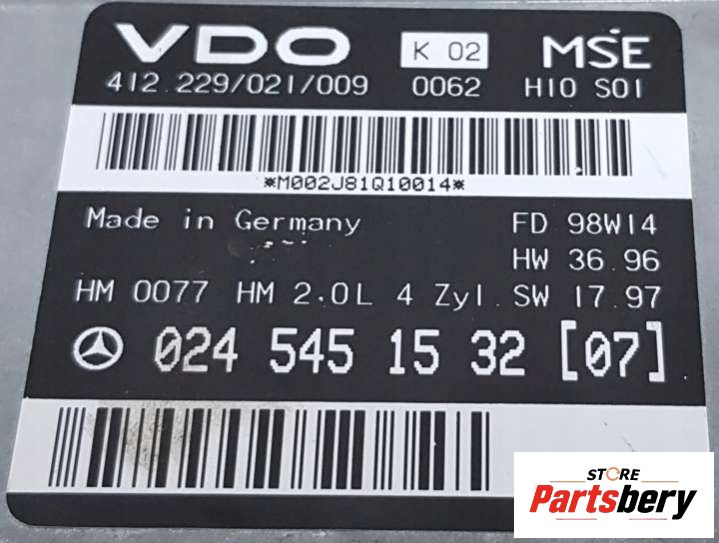 VDO K 02 MSE
412.229/021/009 0062 H10 S01
*M002J81Q10014*
Made in Germany FD 98W14
HW 36.96
HM 0077 HM 2.0L 4 Zyl. SW 17.97
024 545 15 32 [07]
STORE
Partsbery